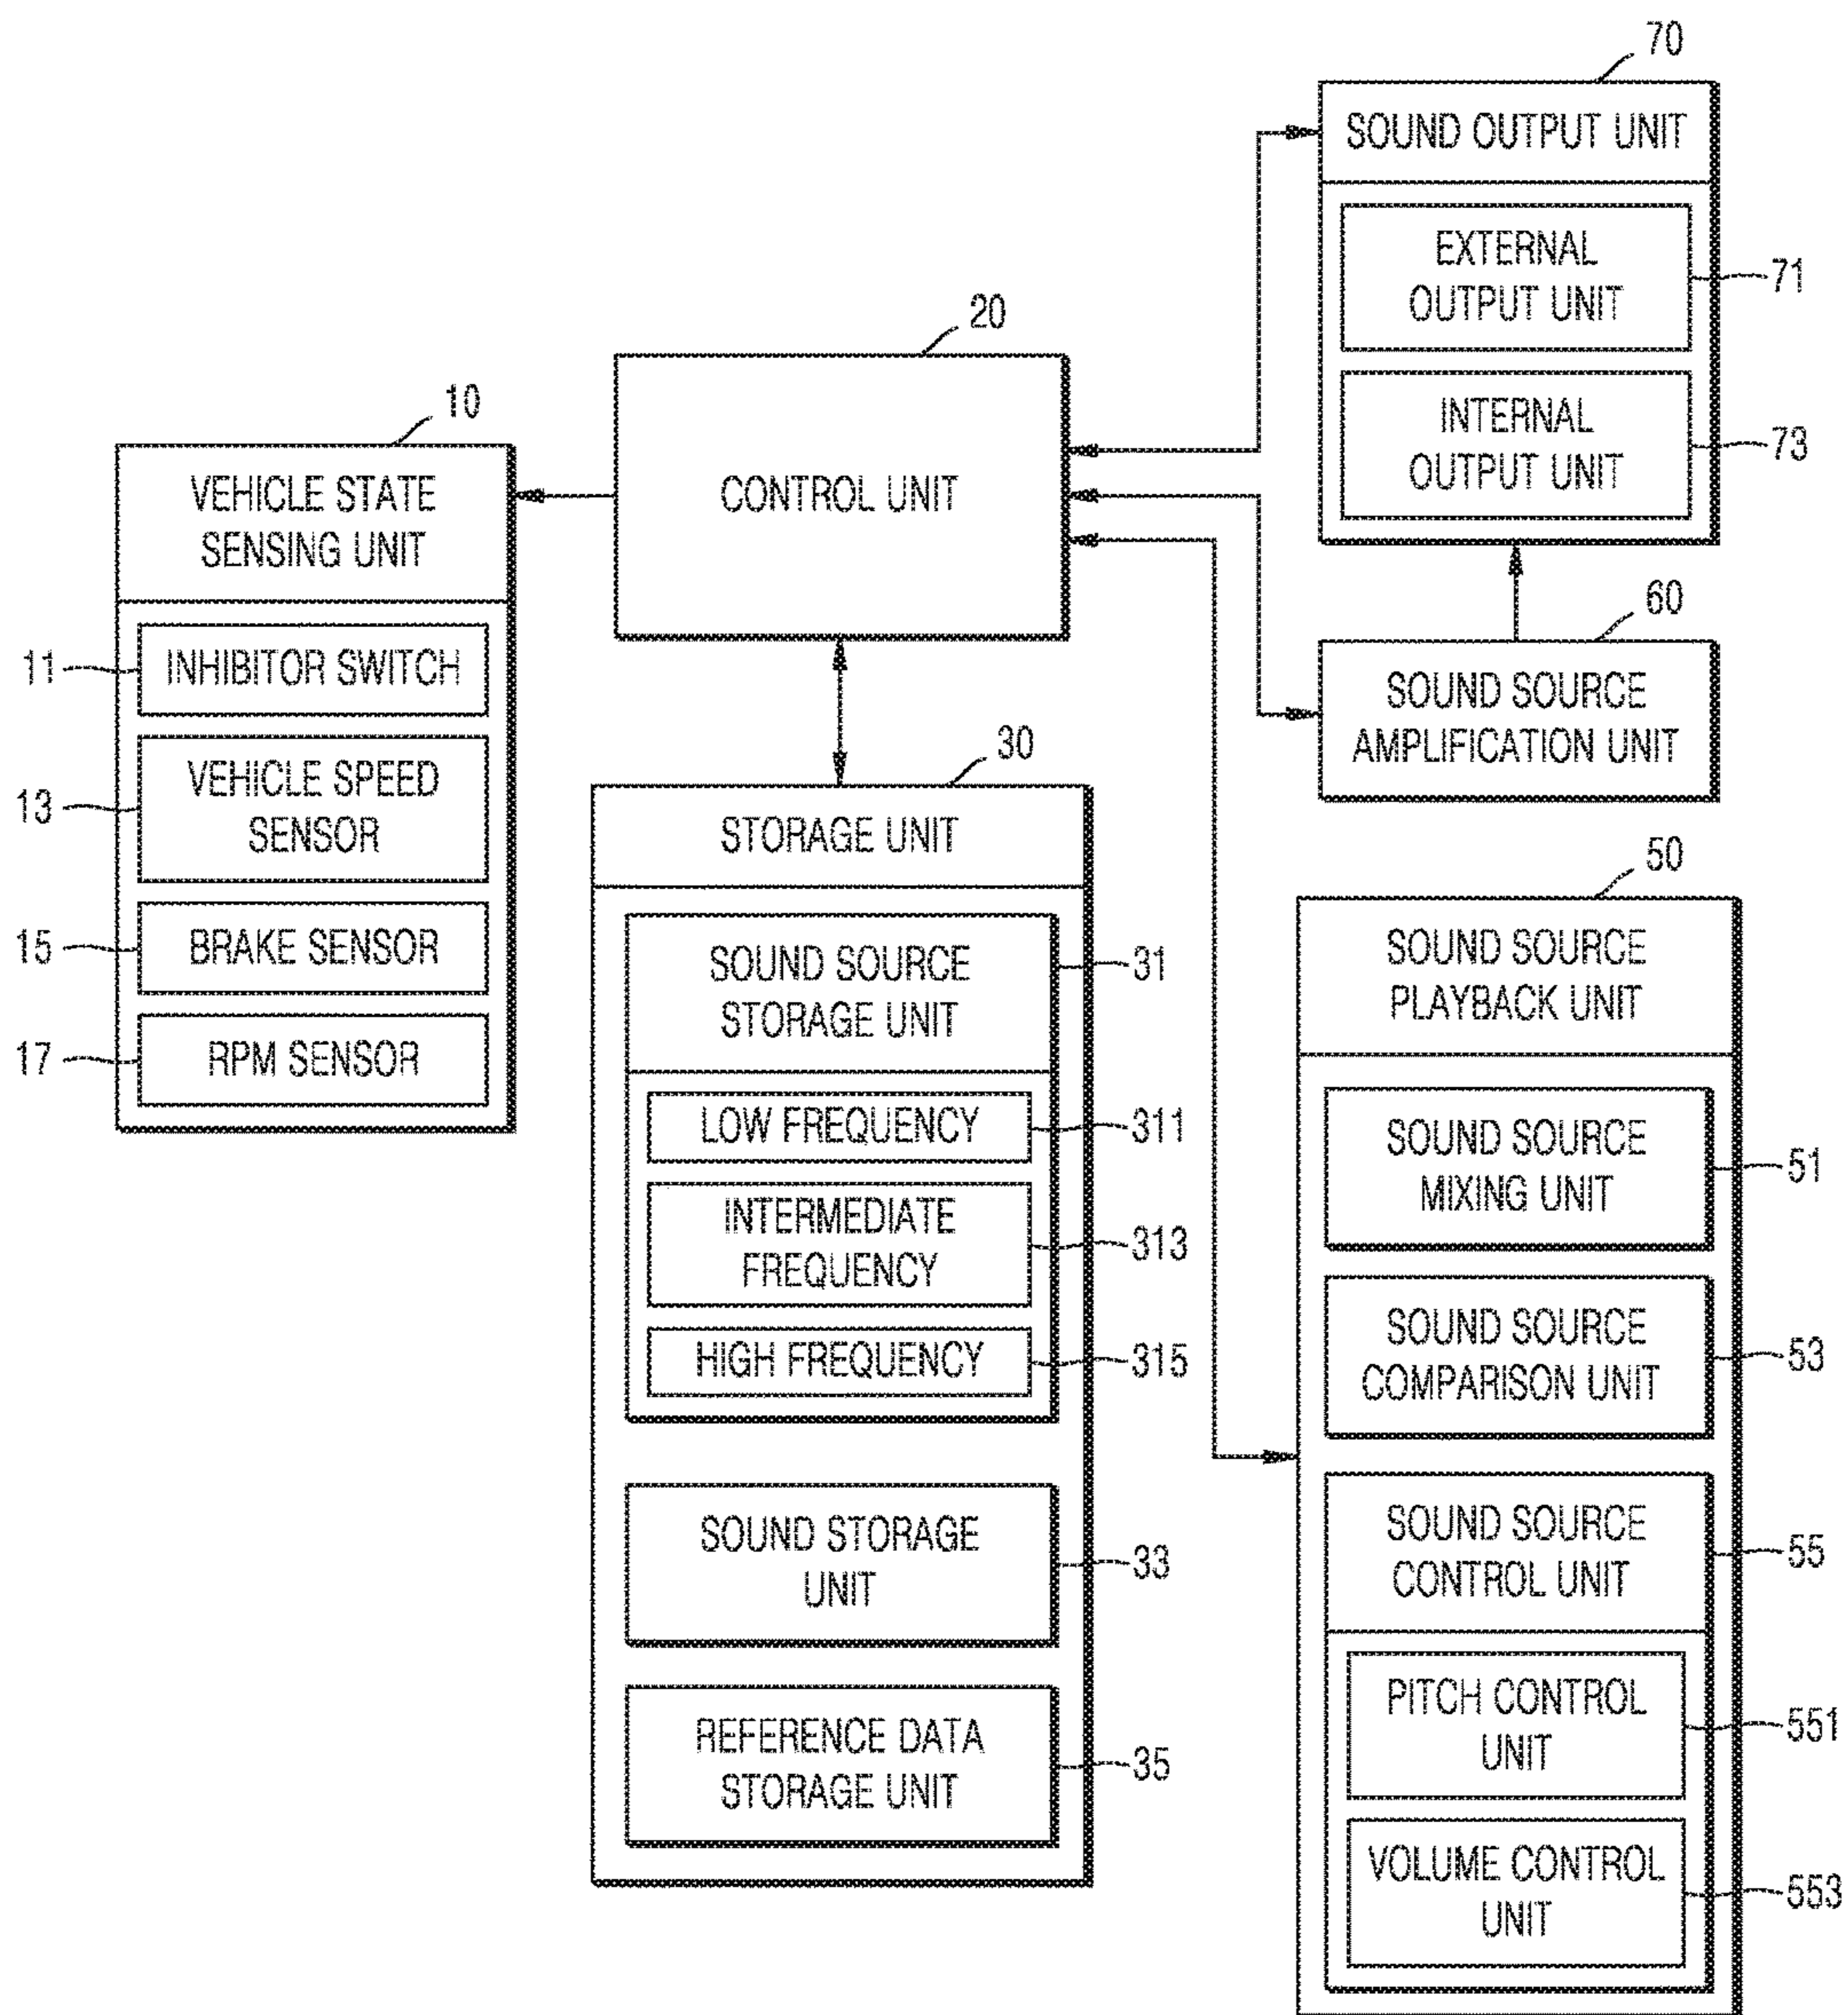 70
SOUND OUTPUT UNIT
EXTERNAL
OUTPUT UNIT
71
INTERNAL
OUTPUT UNIT
73
20
CONTROL UNIT
10
VEHICLE STATE
SENSING UNIT
11
INHIBITOR SWITCH
13
VEHICLE SPEED
SENSOR
15
BRAKE SENSOR
17
RPM SENSOR
60
SOUND SOURCE
AMPLIFICATION UNIT
30
STORAGE UNIT
SOUND SOURCE
STORAGE UNIT
31
LOW FREQUENCY
311
INTERMEDIATE
FREQUENCY
313
HIGH FREQUENCY
315
SOUND STORAGE
UNIT
33
REFERENCE DATA
STORAGE UNIT
35
50
SOUND SOURCE
PLAYBACK UNIT
SOUND SOURCE
MIXING UNIT
51
SOUND SOURCE
COMPARISON UNIT
53
SOUND SOURCE
CONTROL UNIT
55
PITCH CONTROL
UNIT
551
VOLUME CONTROL
UNIT
553